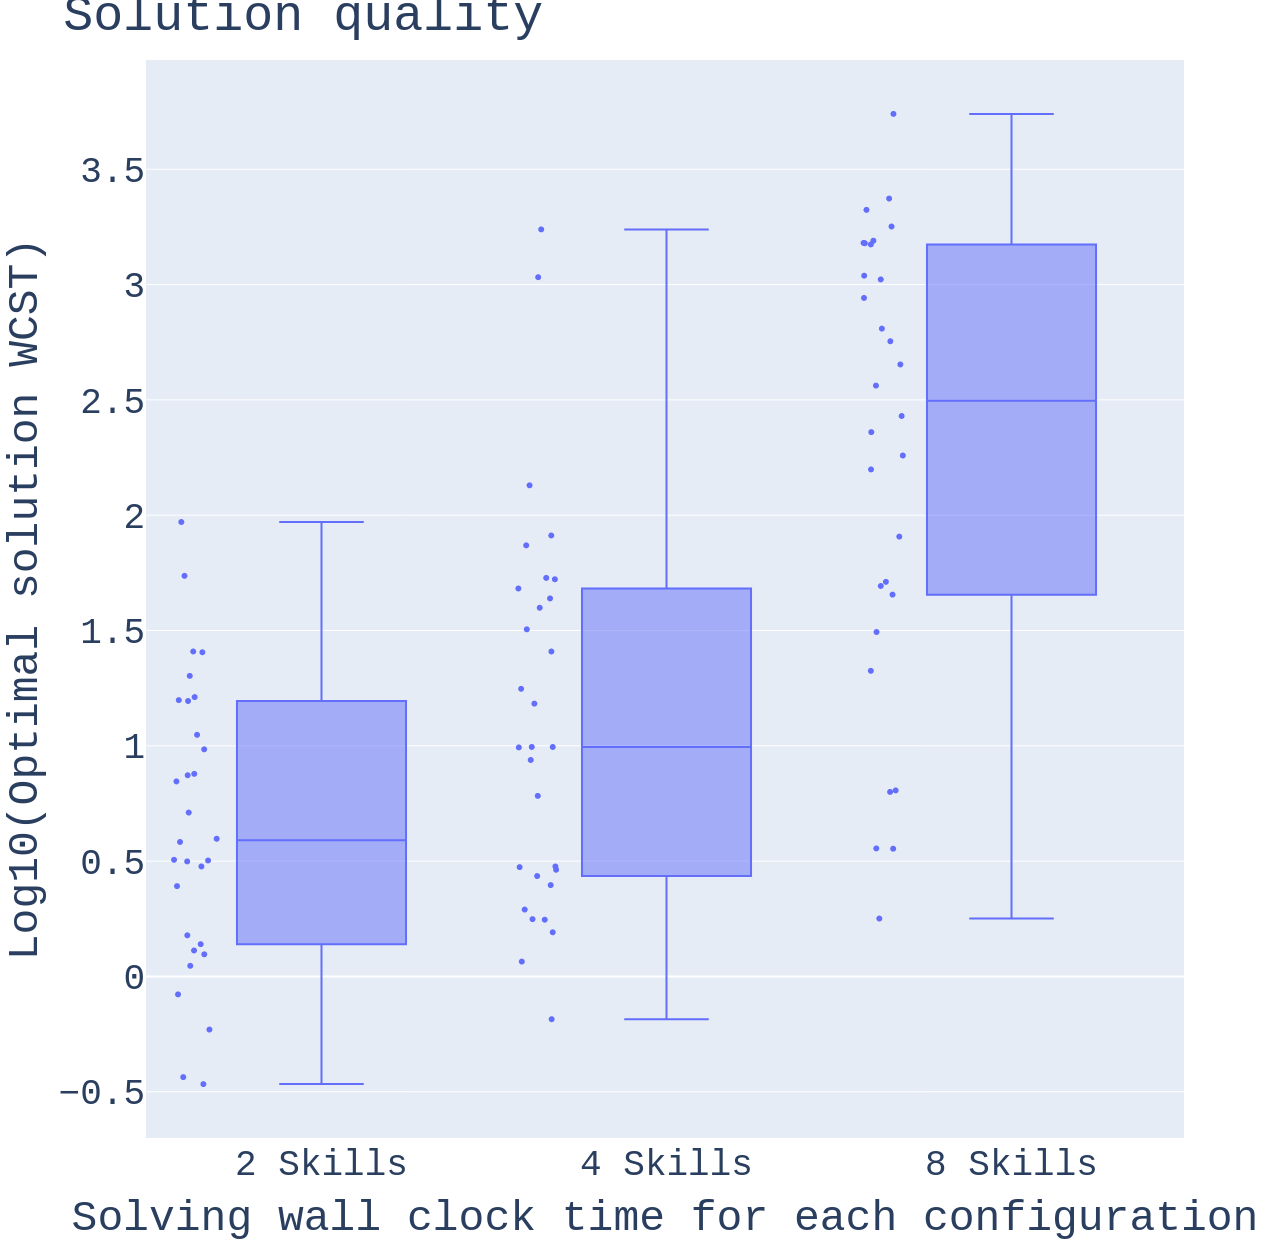 Solution quality
Log10(Optimal solution WCST)
3.5
3
2.5
2
1.5
1
0.5
0
−0.5
2 Skills
4 Skills
8 Skills
Solving wall clock time for each configuration